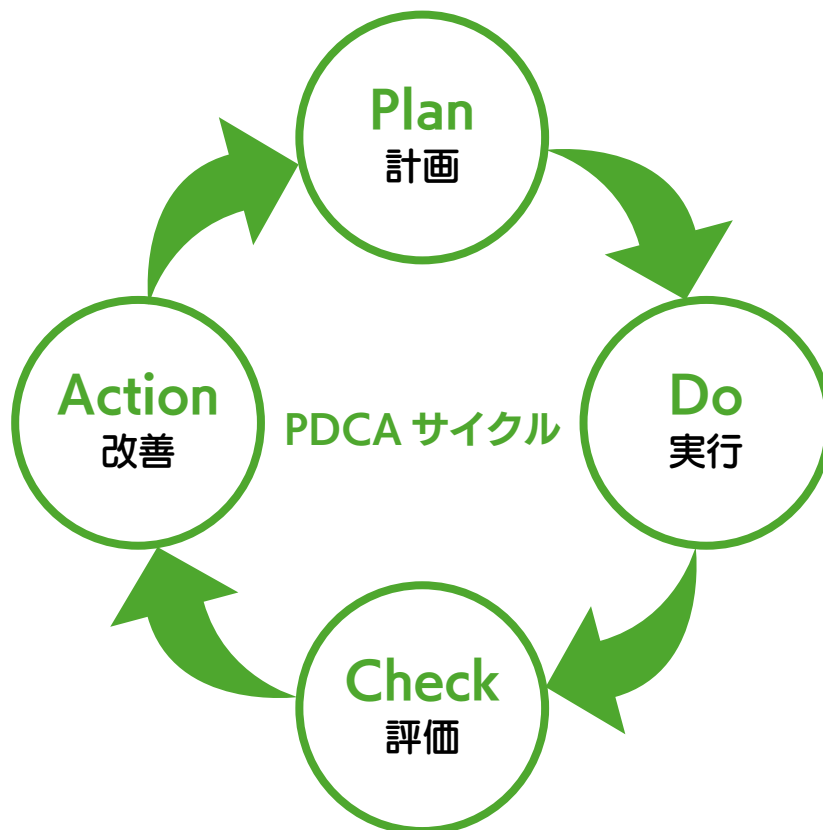 Plan
計画
Do
実行
Check
評価
Action
改善
PDCA サイクル